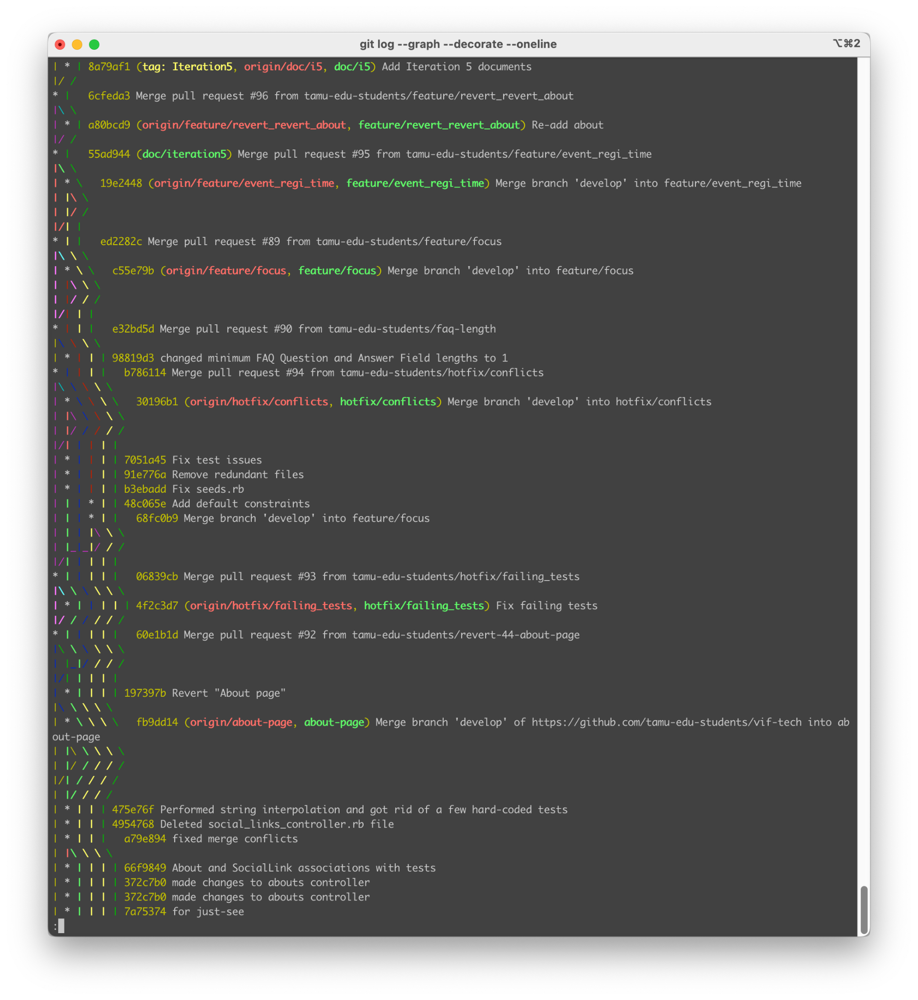 git log --graph --decorate --oneline
⌥⌘2
| * | 8a79af1 (tag: Iteration5, origin/doc/i5, doc/i5) Add Iteration 5 documents
|/ /
* |   6cfeda3 Merge pull request #96 from tamu-edu-students/feature/revert_revert_about
|\ \
| * | a80bcd9 (origin/feature/revert_revert_about, feature/revert_revert_about) Re-add about
|/ /
* |   55ad944 (doc/iteration5) Merge pull request #95 from tamu-edu-students/feature/event_regi_time
|\ \
| * \   19e2448 (origin/feature/event_regi_time, feature/event_regi_time) Merge branch 'develop' into feature/event_regi_time
| |\ \
| |/ /
|/| |
* | |   ed2282c Merge pull request #89 from tamu-edu-students/feature/focus
|\ \ \
| * \ \   c55e79b (origin/feature/focus, feature/focus) Merge branch 'develop' into feature/focus
| |\ \ \
| |/ / /
|/| | |
* | | |   e32bd5d Merge pull request #90 from tamu-edu-students/faq-length
|\ \ \ \
| * | | | 98819d3 changed minimum FAQ Question and Answer Field lengths to 1
* | | | |   b786114 Merge pull request #94 from tamu-edu-students/hotfix/conflicts
|\ \ \ \ \
| * \ \ \ \   30196b1 (origin/hotfix/conflicts, hotfix/conflicts) Merge branch 'develop' into hotfix/conflicts
| |\ \ \ \ \
| |/ / / / /
|/| | | | |
| * | | | | 7051a45 Fix test issues
| * | | | | 91e776a Remove redundant files
| * | | | | b3ebadd Fix seeds.rb
| | | * | | 48c065e Add default constraints
| | | * | |   68fc0b9 Merge branch 'develop' into feature/focus
| | | |\ \ \
| |_|_|/ / /
|/| | | | |
* | | | | |   06839cb Merge pull request #93 from tamu-edu-students/hotfix/failing_tests
|\ \ \ \ \ \
| * | | | | | 4f2c3d7 (origin/hotfix/failing_tests, hotfix/failing_tests) Fix failing tests
|/ / / / / /
* | | | | |   60e1b1d Merge pull request #92 from tamu-edu-students/revert-44-about-page
|\ \ \ \ \ \
| |_|/ / / /
|/| | | | |
| * | | | | 197397b Revert "About page"
|\ \ \ \ \
| * \ \ \ \   fb9dd14 (origin/about-page, about-page) Merge branch 'develop' of https://github.com/tamu-edu-students/vif-tech into ab
out-page
| |\ \ \ \ \
| |/ / / / /
|/| / / / /
| |/ / / /
| * | | | 475e76f Performed string interpolation and got rid of a few hard-coded tests
| * | | | 4954768 Deleted social_links_controller.rb file
| * | | |   a79e894 fixed merge conflicts
| |\ \ \ \
| * | | | | 66f9849 About and SocialLink associations with tests
| * | | | | 372c7b0 made changes to abouts controller
| * | | | | 372c7b0 made changes to abouts controller
| * | | | | 7a75374 for just-see
: